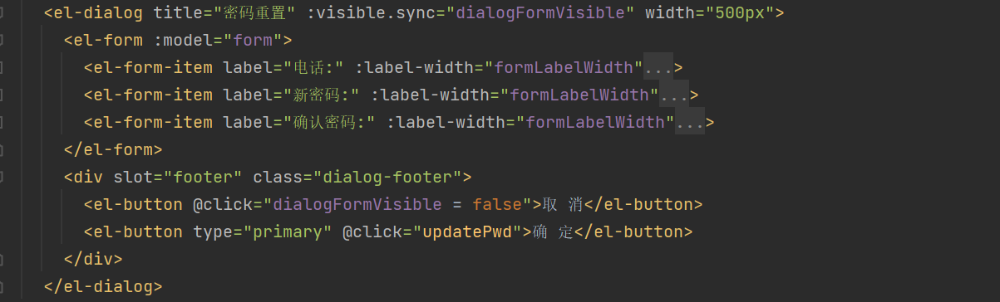 <el-dialog title="密码重置" :visible.sync="dialogFormVisible" width="500px">
<el-form :model="form">
<el-form-item label="电话:" :label-width="formLabelWidth"...>
<el-form-item label="新密码:" :label-width="formLabelWidth"...>
<el-form-item label="确认密码:" :label-width="formLabelWidth"...>
</el-form>
<div slot="footer" class="dialog-footer">
<el-button @click="dialogFormVisible = false">取 消</el-button>
<el-button type="primary" @click="updatePwd">确 定</el-button>
</div>
</el-dialog>